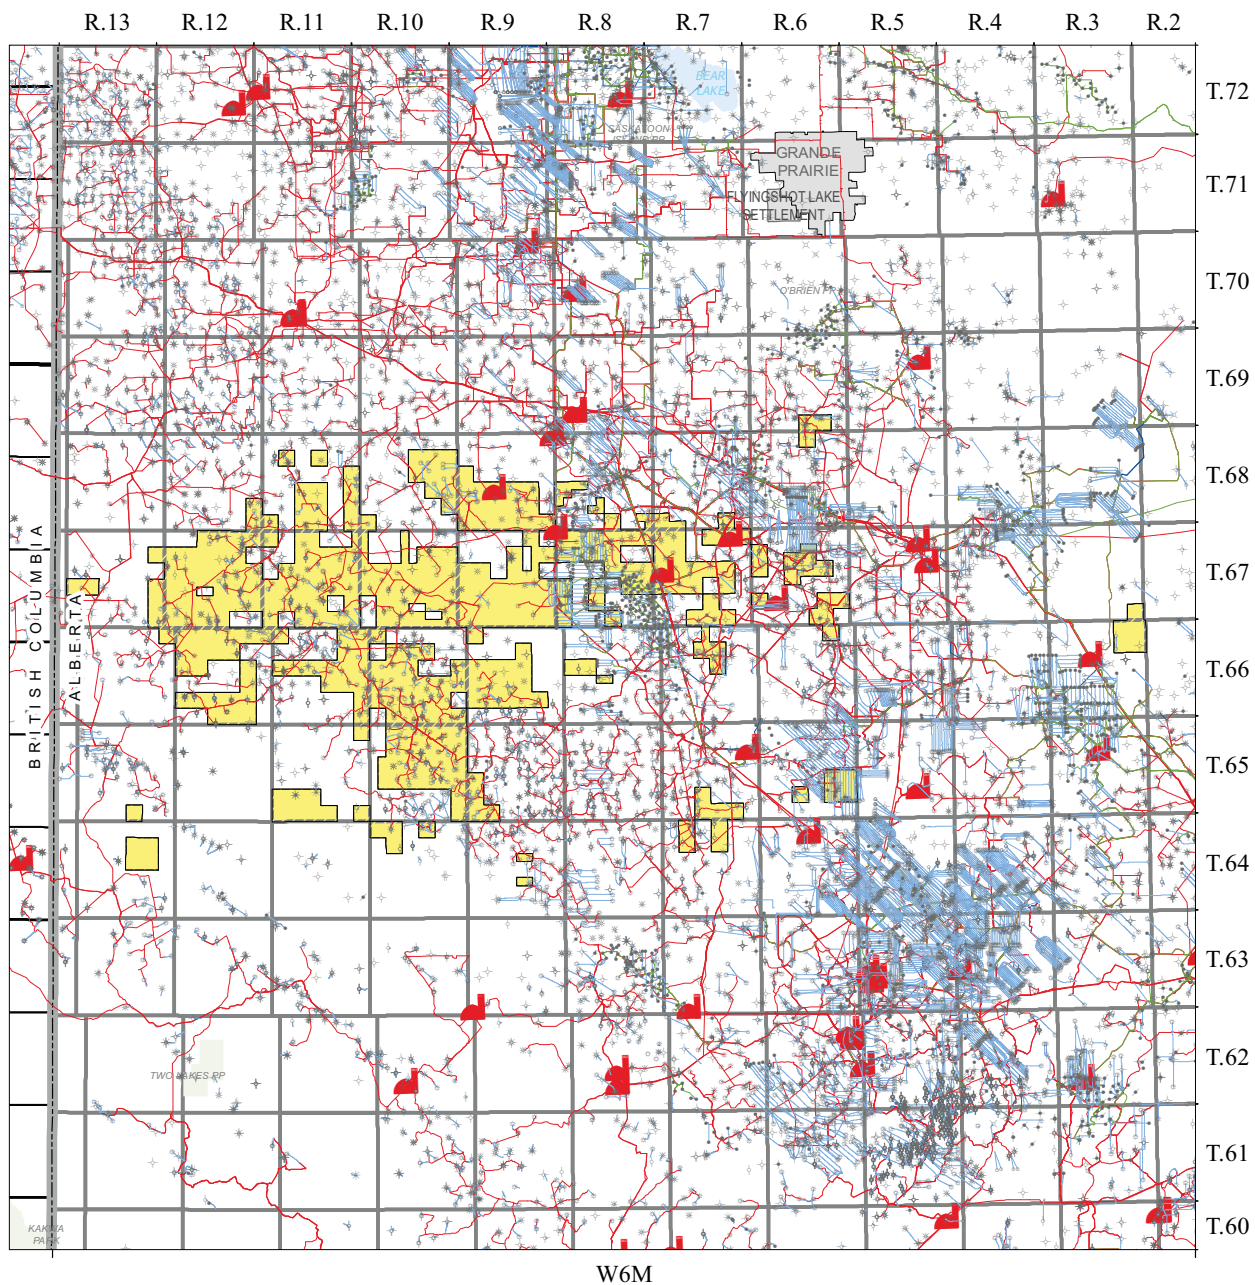 R.13 R.12 R.11 R.10 R.9 R.8 R.7 R.6 R.5 R.4 R.3 R.2
T.72
T.71
T.70
T.69
T.68
T.67
T.66
T.65
T.64
T.63
T.62
T.61
T.60
BEAR
LAKE
SASKATOON
GRANDE
PRAIRIE
FLYINGSHOT LAKE
SETTLEMENT
O'BRIEN PP
BRITISH COLUMBIA
ALBERTA
TWO LAKES PP
KAKWA
PARK
W6M